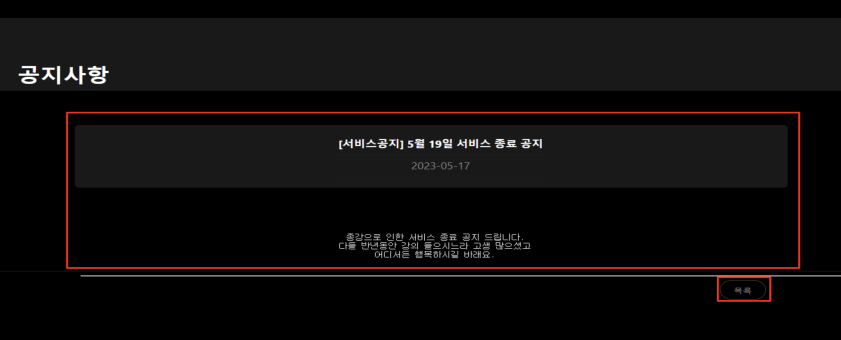 공지사항
[서비스공지] 5월 19일 서비스 종료 공지
2023-05-17
종강으로 인한 서비스 종료 공지 드립니다.
다들 반년동안 강의 들으시느라 고생 많으셨고
어디서든 행복하시길 바래요.
목록